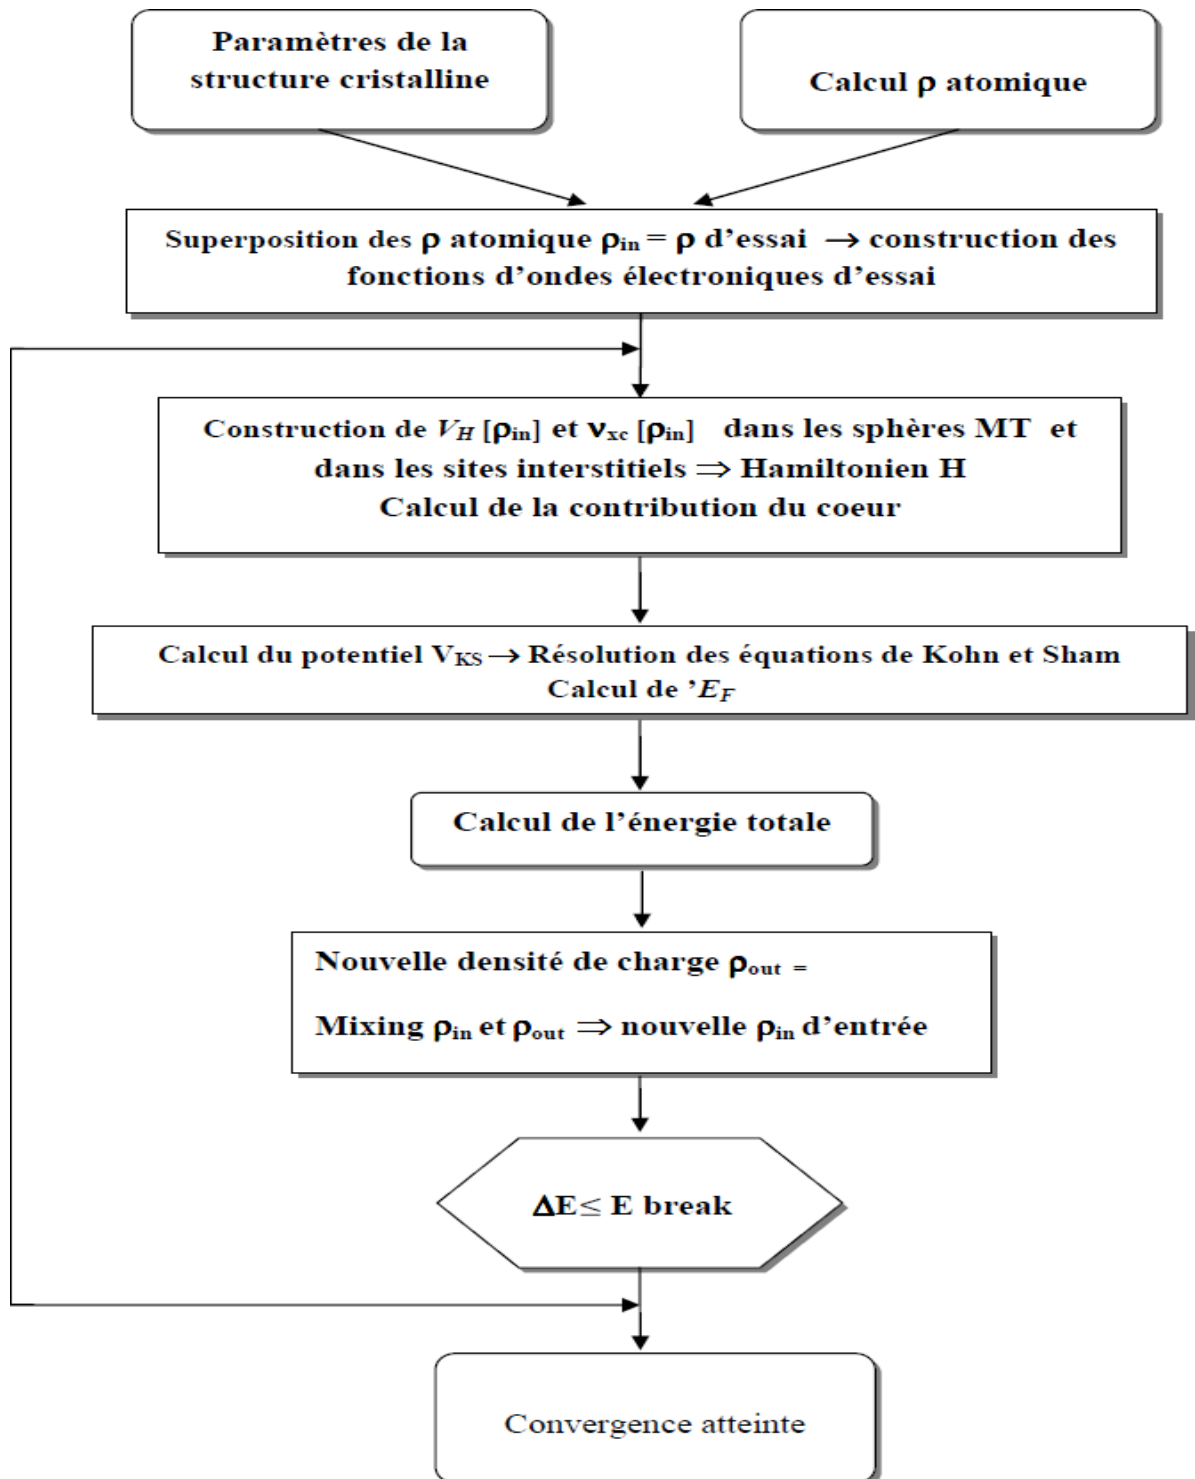 Paramètres de la
structure cristalline
Calcul ρ atomique
Superposition des ρ atomique ρin = ρ d’essai → construction des
fonctions d’ondes électroniques d’essai
Construction de VH [ρin] et νxc [ρin] dans les sphères MT et
dans les sites interstitiels ⇒ Hamiltonien H
Calcul de la contribution du coeur
Calcul du potentiel VKS → Résolution des équations de Kohn et Sham
Calcul de ’EF
Calcul de l’énergie totale
Nouvelle densité de charge ρout =
Mixing ρin et ρout ⇒ nouvelle ρin d’entrée
ΔE≤ E break
Convergence atteinte